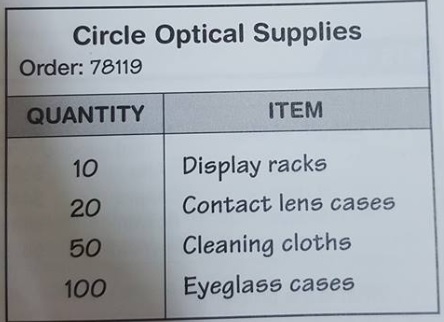 Circle Optical Supplies
Order: 78119
QUANTITY ITEM
10 Display racks
20 Contact lens cases
50 Cleaning cloths
100 Eyeglass cases